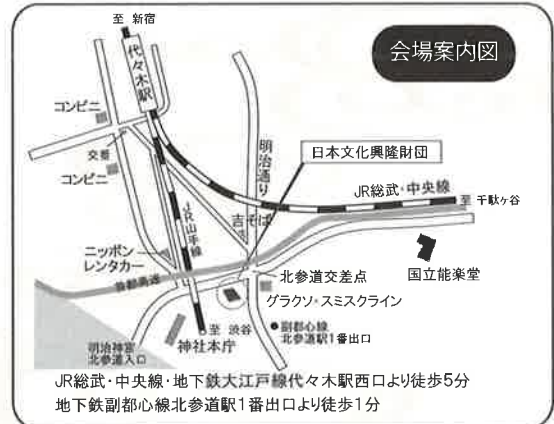 至 新宿
会場案内図
代々木駅
コンビニ
交番
コンビニ
明治通り
日本文化興隆財団
JR総武・中央線
至 千駄ヶ谷
JR山手線
吉そば
ニッポン
レンタカー
首都高速
北参道交差点
国立能楽堂
グラクソ・スミスクライン
明治神宮
北参道入口
神社本庁
至 渋谷
副都心線
北参道駅1番出口
JR総武・中央線・地下鉄大江戸線代々木駅西口より徒歩5分
地下鉄副都心線北参道駅1番出口より徒歩1分